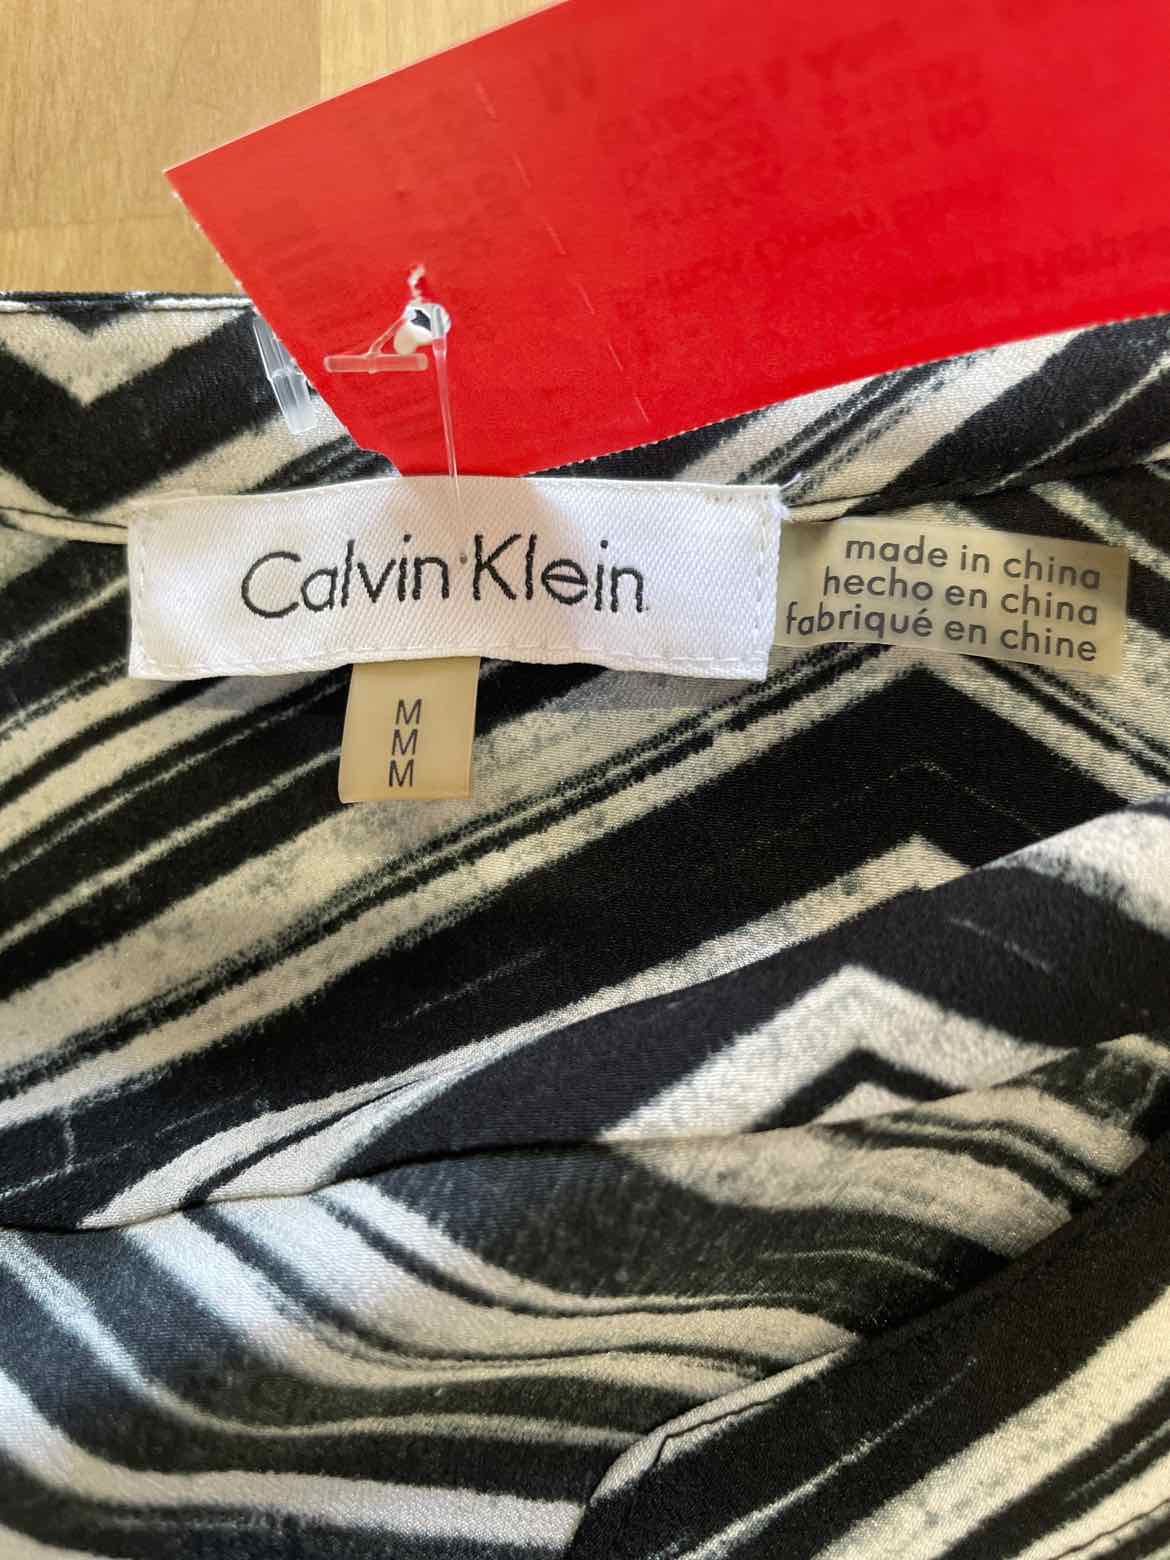 Calvin Klein
made in china
hecho en china
fabriqué en chine
M
M
M